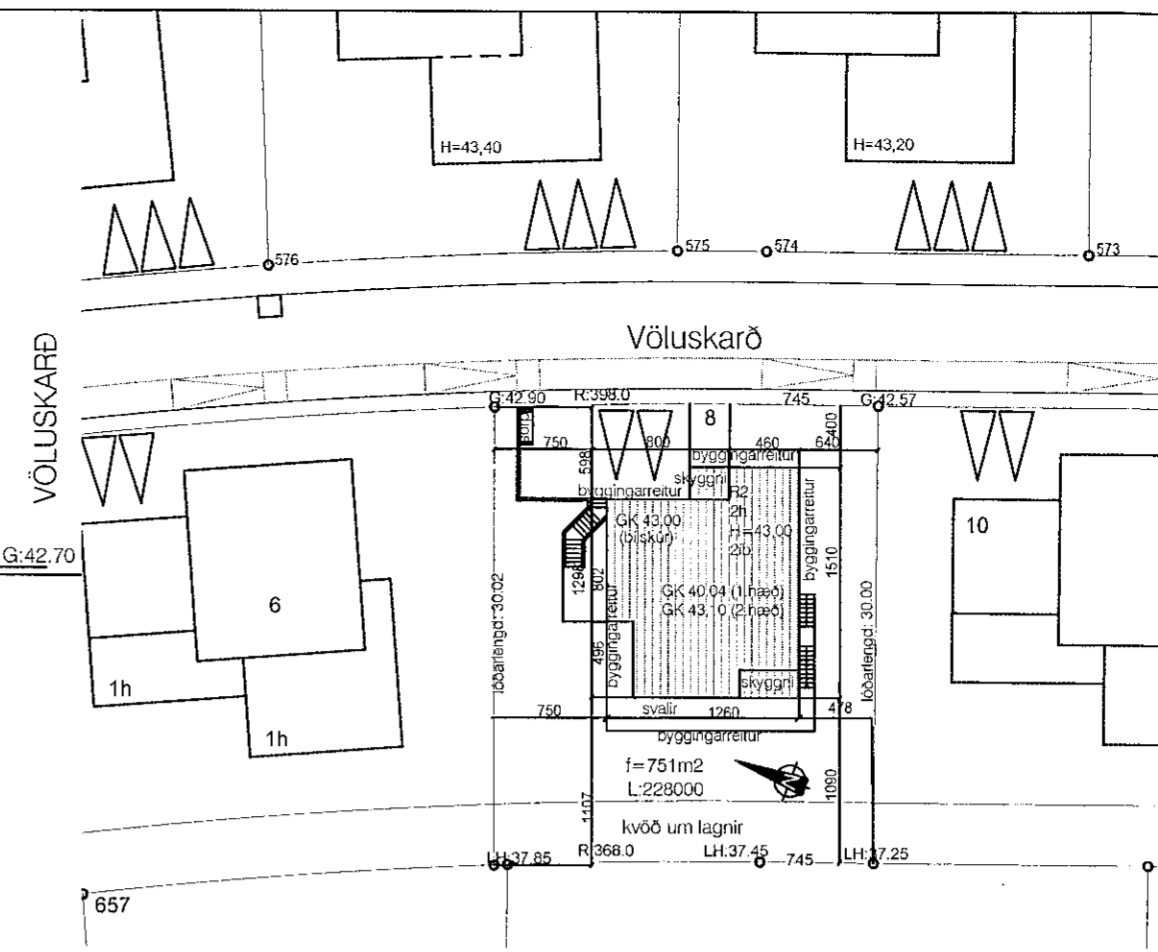 H=43,40
H=43,20
576
575
574
573
Völuskarð
VÖLUSKARÐ
G:42.70
G:42.90
R:398.0
745
G:42.57
sorp
8
400
750
800
460
640
598
byggingarreitur
skyggni
byggingarreitur
R2
2h
H=43,00
2íb
GK 43,00
(bílskúr)
byggingarreitur
1510
10
1298
802
GK 40,04 (1.hæð)
GK 43,10 (2.hæð)
6
lóðarlengd: 30.02
byggingarreitur
496
lóðarlengd: 30.00
1h
skyggni
750
svalir
1260
478
1h
byggingarreitur
f=751m2
L:228000
1107
1090
kvöð um lagnir
LH:37.85
R:368.0
LH:37.45
745
LH:37.25
657